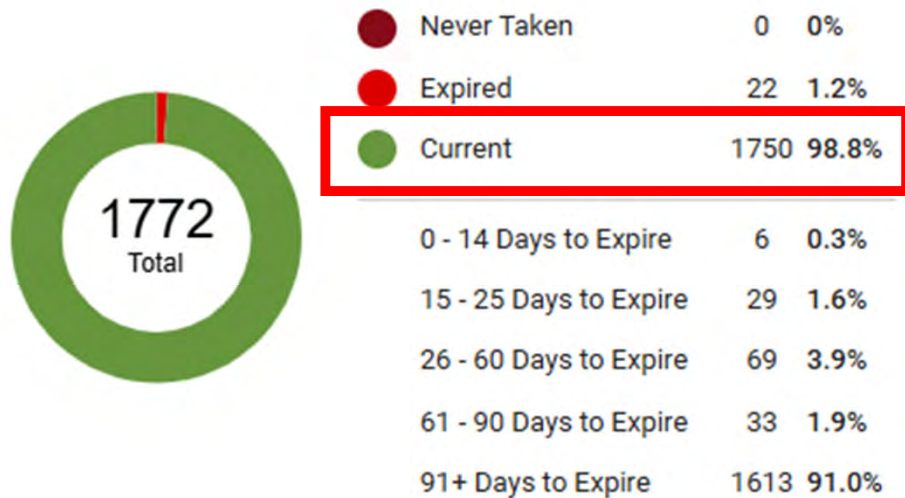 1772
Total
Never Taken 0 0%
Expired 22 1.2%
Current 1750 98.8%
0 - 14 Days to Expire 6 0.3%
15 - 25 Days to Expire 29 1.6%
26 - 60 Days to Expire 69 3.9%
61 - 90 Days to Expire 33 1.9%
91+ Days to Expire 1613 91.0%